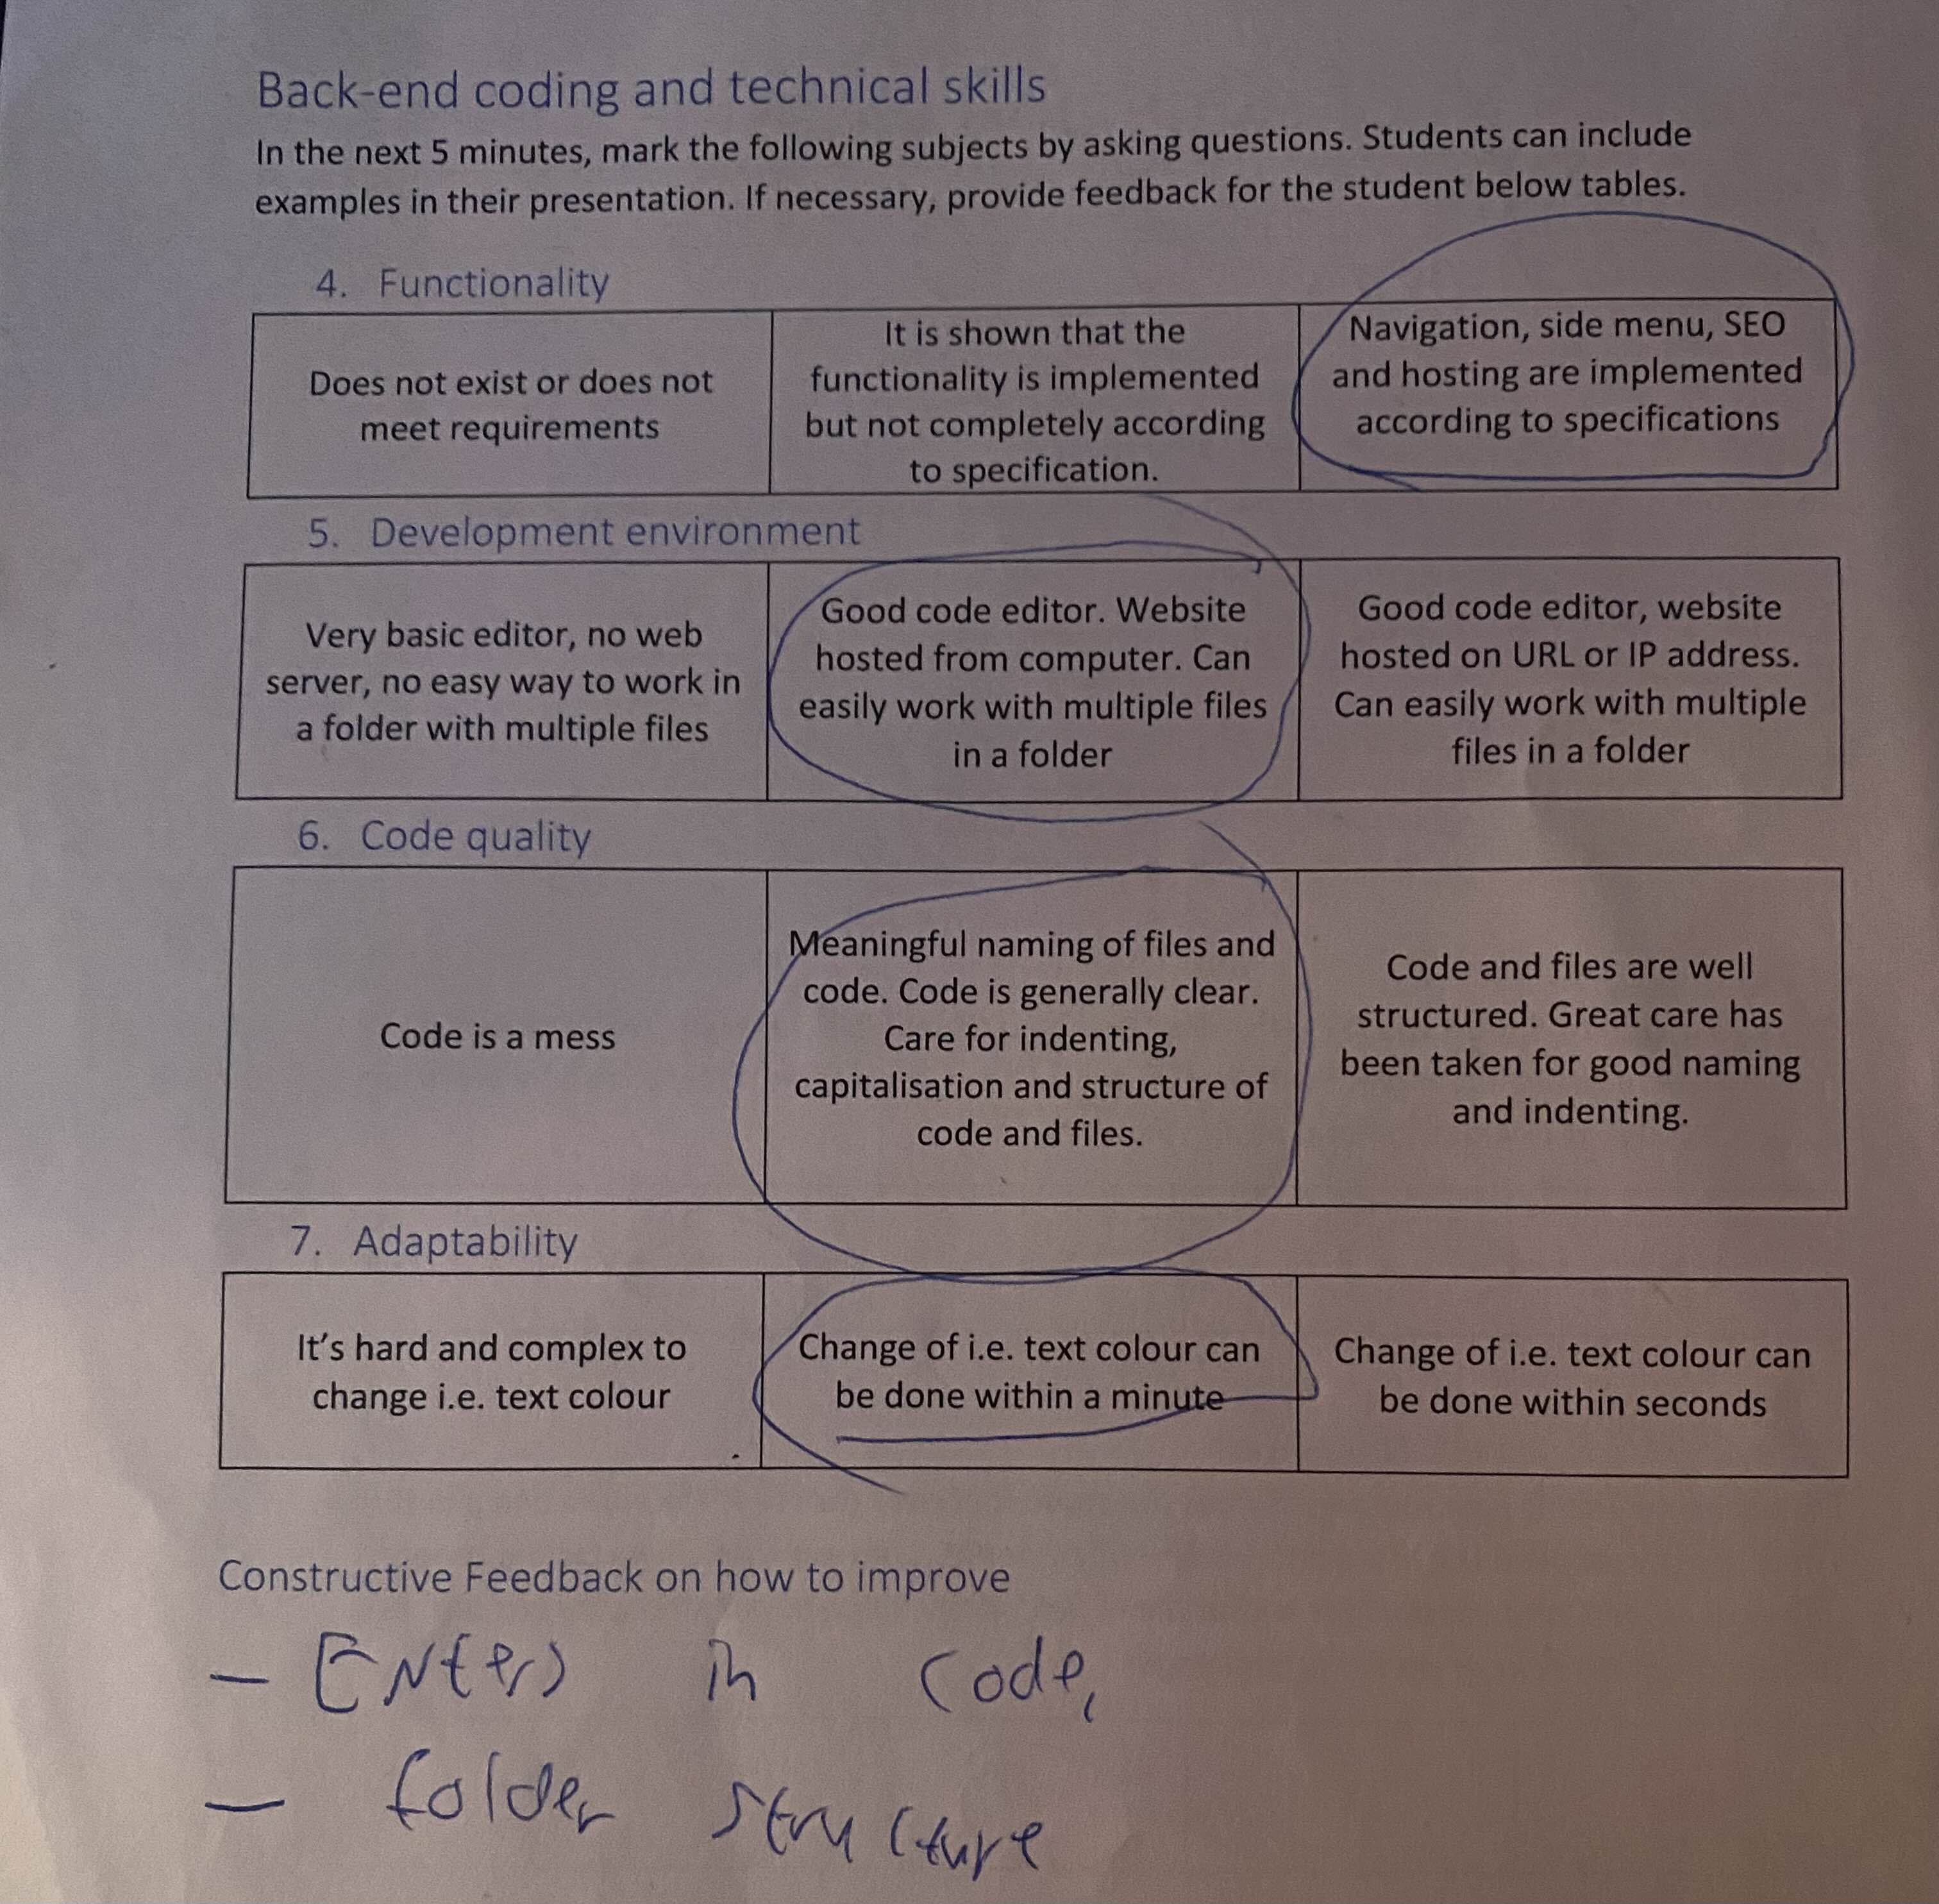 Back-end coding and technical skills
In the next 5 minutes, mark the following subjects by asking questions. Students can include
examples in their presentation. If necessary, provide feedback for the student below tables.
4. Functionality
Does not exist or does not
meet requirements
It is shown that the
functionality is implemented
but not completely according
to specification.
Navigation, side menu, SEO
and hosting are implemented
according to specifications
5. Development environment
Very basic editor, no web
server, no easy way to work in
a folder with multiple files
Good code editor. Website
hosted from computer. Can
easily work with multiple files
in a folder
Good code editor, website
hosted on URL or IP address.
Can easily work with multiple
files in a folder
6. Code quality
Code is a mess
Meaningful naming of files and
code. Code is generally clear.
Care for indenting,
capitalisation and structure of
code and files.
Code and files are well
structured. Great care has
been taken for good naming
and indenting.
7. Adaptability
It's hard and complex to
change i.e. text colour
Change of i.e. text colour can
be done within a minute
Change of i.e. text colour can
be done within seconds
Constructive Feedback on how to improve
- Enters in code,
- folder structure